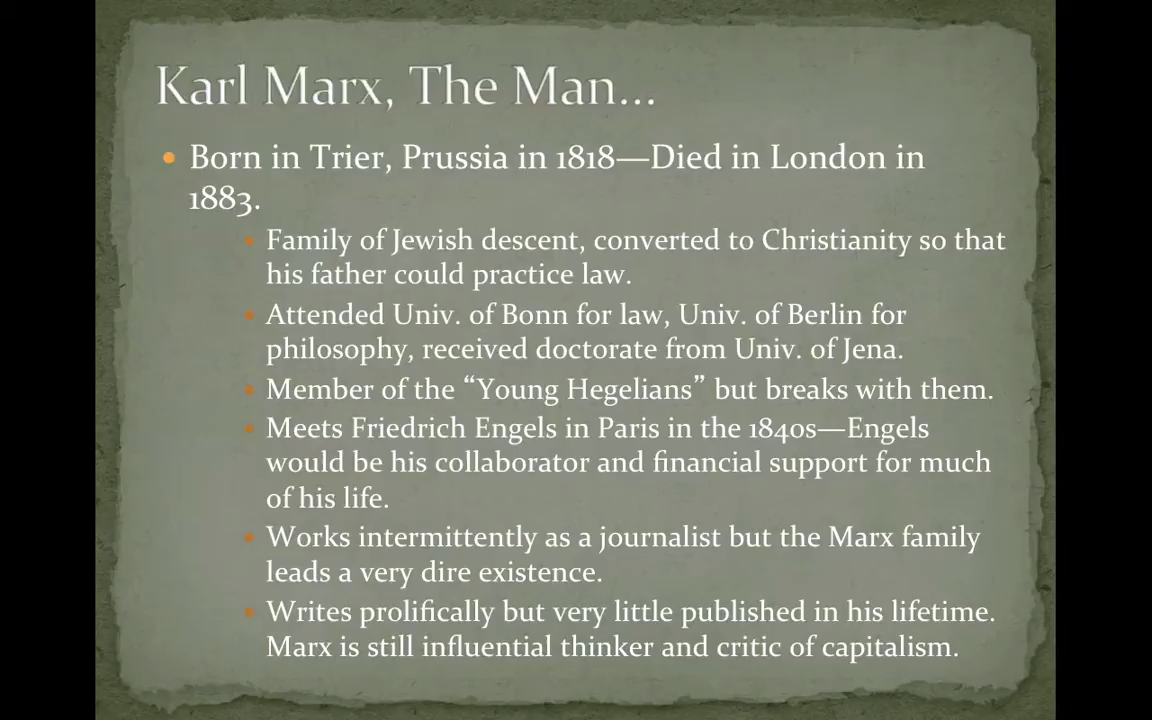 Karl Marx, The Man...
• Born in Trier, Prussia in 1818—Died in London in
1883.
• Family of Jewish descent, converted to Christianity so that
his father could practice law.
• Attended Univ. of Bonn for law, Univ. of Berlin for
philosophy, received doctorate from Univ. of Jena.
• Member of the “Young Hegelians” but breaks with them.
• Meets Friedrich Engels in Paris in the 1840s—Engels
would be his collaborator and financial support for much
of his life.
• Works intermittently as a journalist but the Marx family
leads a very dire existence.
• Writes prolifically but very little published in his lifetime.
Marx is still influential thinker and critic of capitalism.